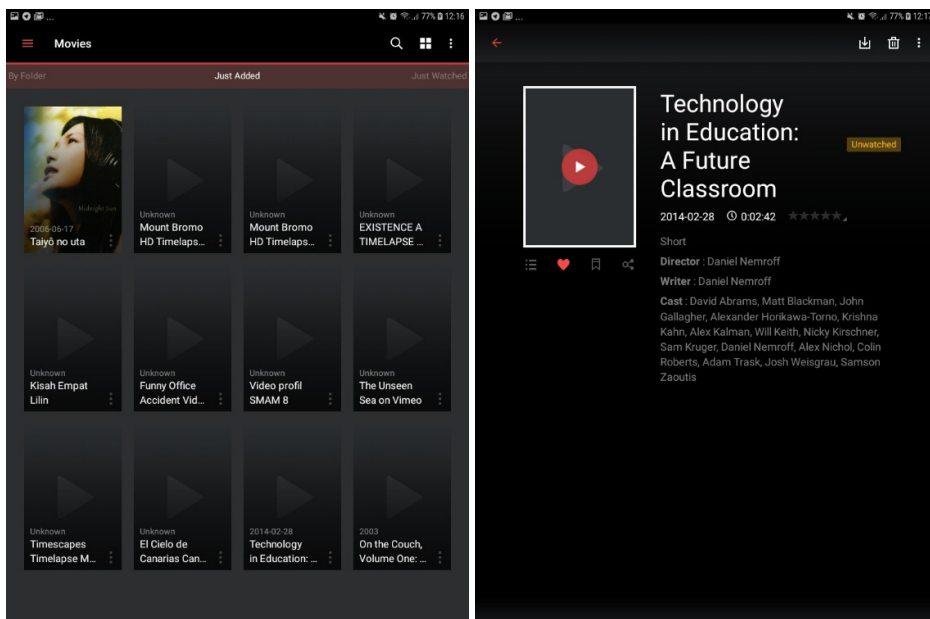 77% 12:16
Movies
By Folder
Just Added
Just Watched
Midnight Sun
2006-06-17
Taiyô no uta
Unknown
Mount Bromo
HD Timelaps...
Unknown
Mount Bromo
HD Timelaps...
Unknown
EXISTENCE A
TIMELAPSE ...
Unknown
Kisah Empat
Lilin
Unknown
Funny Office
Accident Vid...
Unknown
Video profil
SMAM 8
Unknown
The Unseen
Sea on Vimeo
Unknown
Timescapes
Timelapse M...
Unknown
El Cielo de
Canarias Can...
2014-02-28
Technology
in Education: ...
2003
On the Couch,
Volume One: ...
77% 12:17
Technology
in Education:
A Future
Classroom
Unwatched
2014-02-28 0:02:42
Short
Director : Daniel Nemroff
Writer : Daniel Nemroff
Cast : David Abrams, Matt Blackman, John
Gallagher, Alexander Horikawa-Torno, Krishna
Kahn, Alex Kalman, Will Keith, Nicky Kirschner,
Sam Kruger, Daniel Nemroff, Alex Nichol, Colin
Roberts, Adam Trask, Josh Weisgrau, Samson
Zaoutis